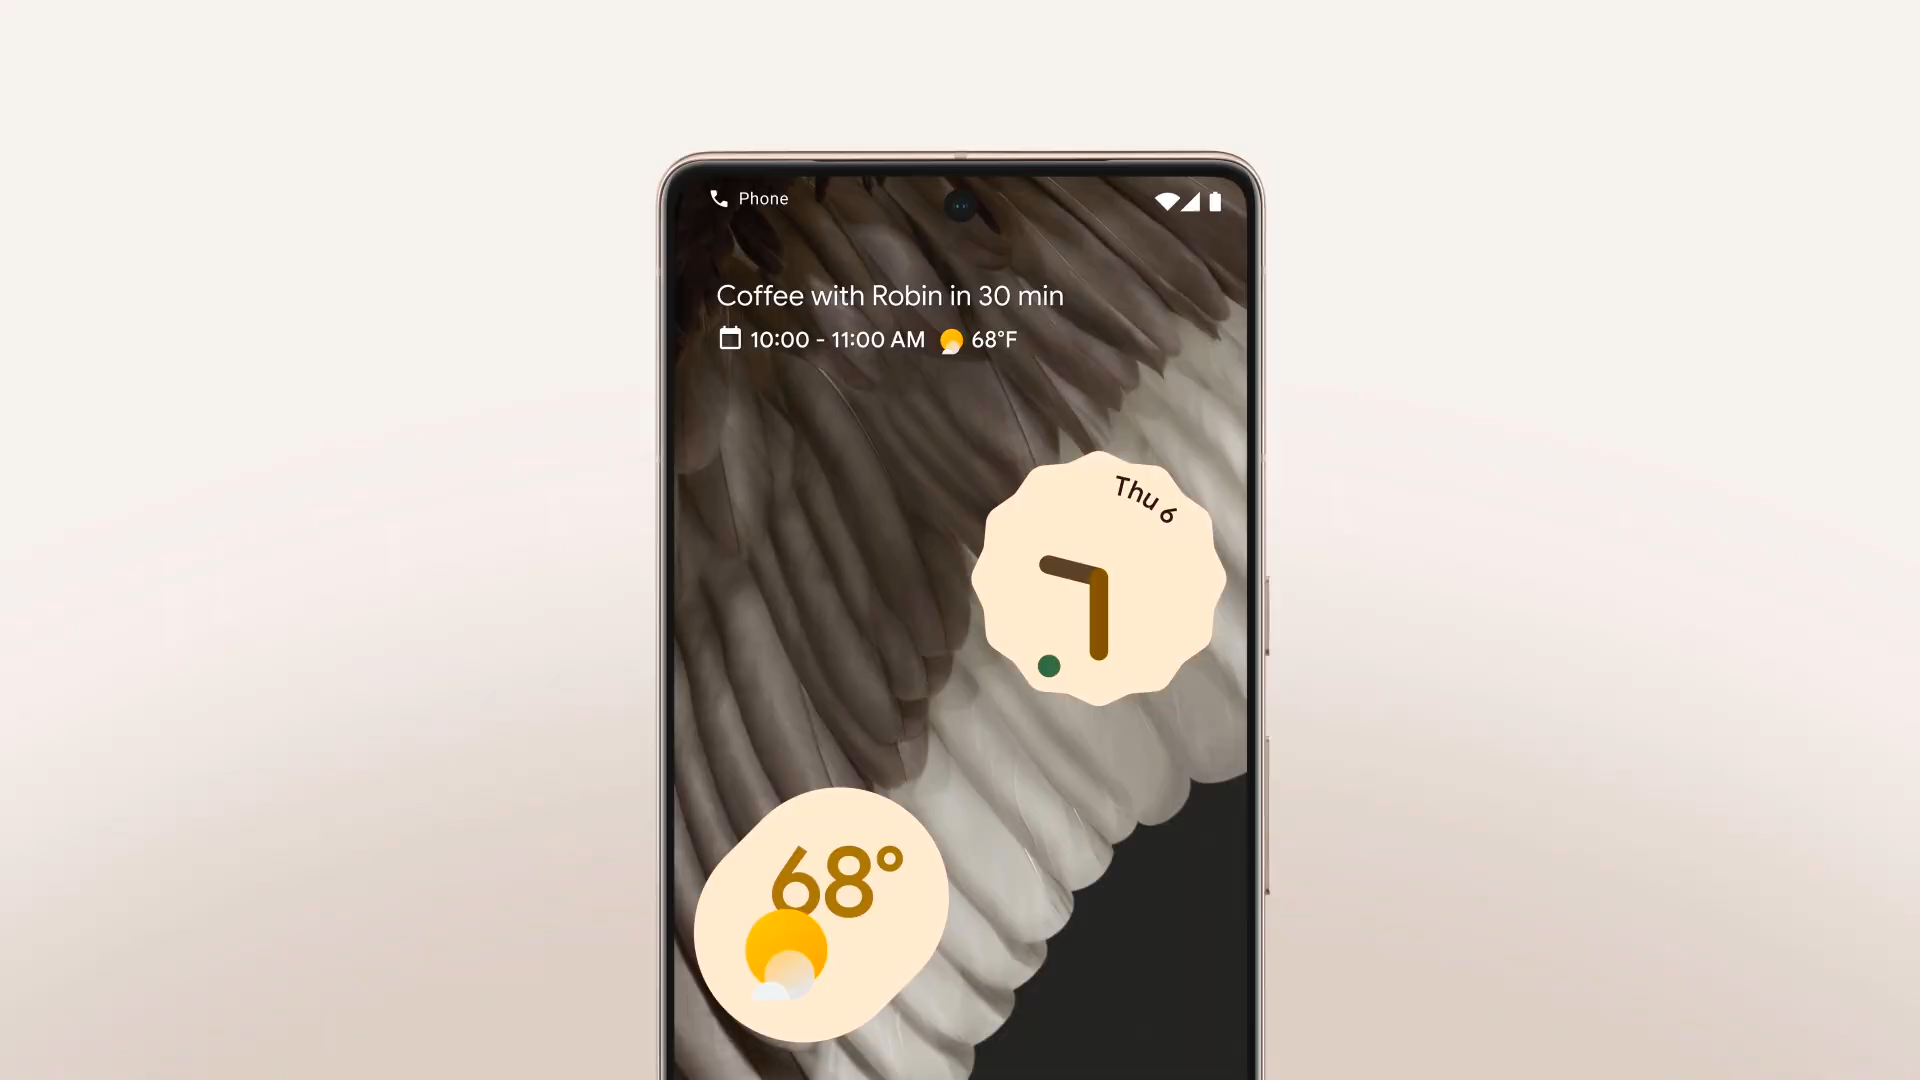 Phone
Coffee with Robin in 30 min
10:00 - 11:00 AM 68°F
Thu 6
68°